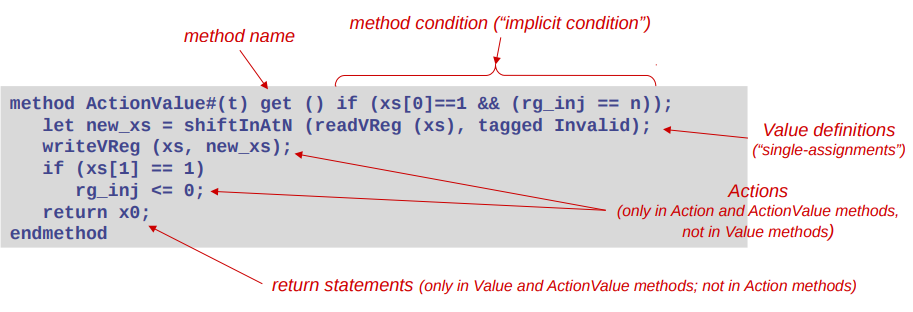 method condition (“implicit condition”)
method name
method ActionValue#(t) get () if (xs[0]==1 && (rg_inj == n));
let new_xs = shiftInAtN (readVReg (xs), tagged Invalid);
writeVReg (xs, new_xs);
if (xs[1] == 1)
rg_inj <= 0;
return x0;
endmethod
Value definitions
(“single-assignments”)
Actions
(only in Action and ActionValue methods,
not in Value methods)
return statements (only in Value and ActionValue methods; not in Action methods)